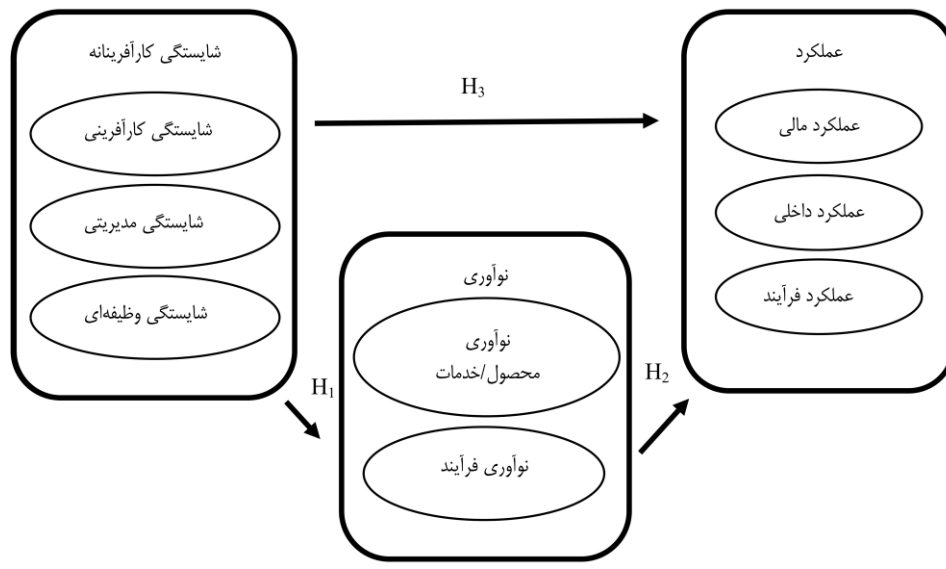 شایستگی کارآفرینانه
شایستگی کارآفرینی
شایستگی مدیریتی
شایستگی وظیفه‌ای
H3
عملکرد
عملکرد مالی
عملکرد داخلی
عملکرد فرآیند
H1
نوآوری
نوآوری
محصول/خدمات
نوآوری فرآیند
H2